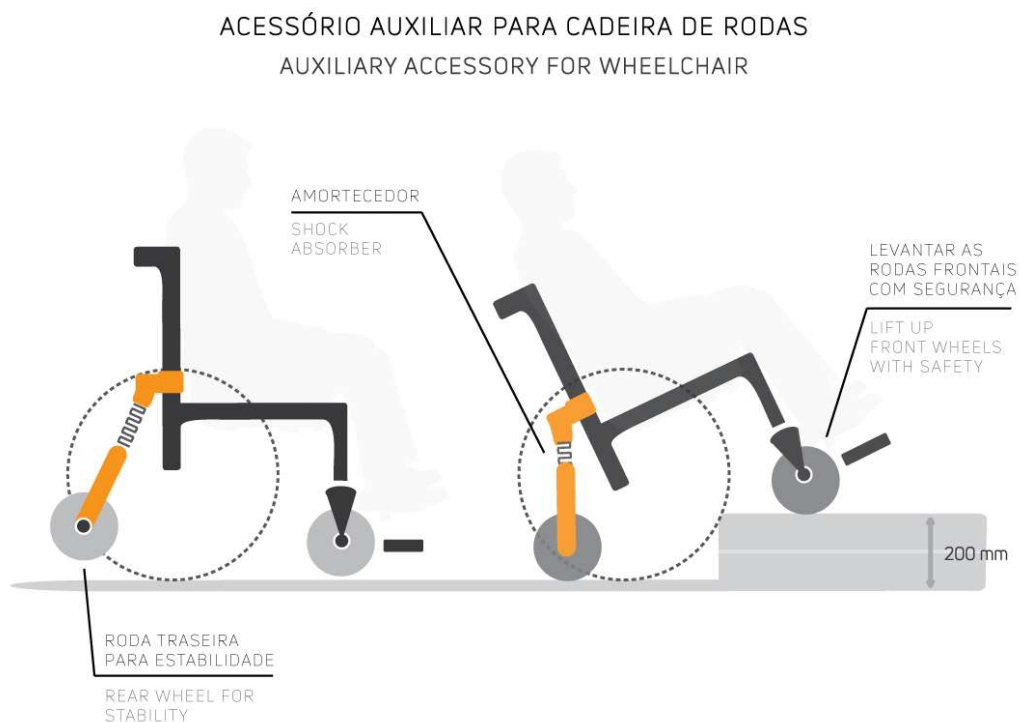 ACESSÓRIO AUXILIAR PARA CADEIRA DE RODAS
AUXILIARY ACCESSORY FOR WHEELCHAIR
AMORTECEDOR
SHOCK
ABSORBER
LEVANTAR AS
RODAS FRONTAIS
COM SEGURANÇA
LIFT UP
FRONT WHEELS
WITH SAFETY
200 mm
RODA TRASEIRA
PARA ESTABILIDADE
REAR WHEEL FOR
STABILITY